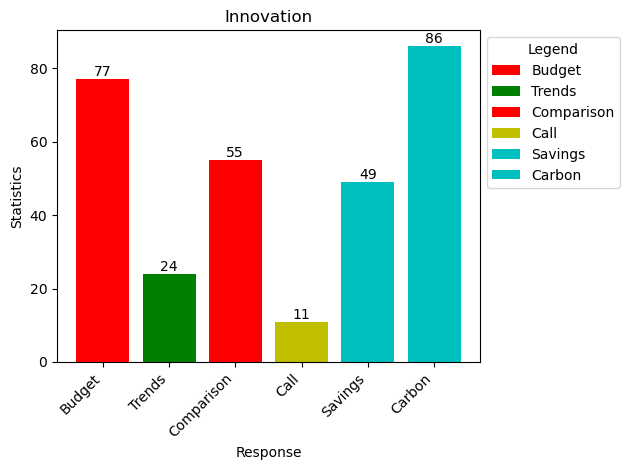 Innovation
Statistics
80
60
40
20
0
77
24
55
11
49
86
Budget
Trends
Comparison
Call
Savings
Carbon
Response
Legend
Budget
Trends
Comparison
Call
Savings
Carbon